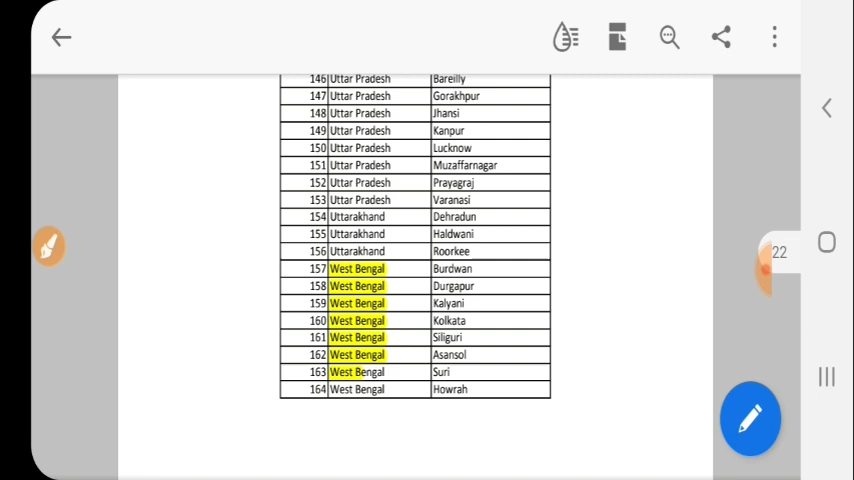 146 Uttar Pradesh Bareilly
147 Uttar Pradesh Gorakhpur
148 Uttar Pradesh Jhansi
149 Uttar Pradesh Kanpur
150 Uttar Pradesh Lucknow
151 Uttar Pradesh Muzaffarnagar
152 Uttar Pradesh Prayagraj
153 Uttar Pradesh Varanasi
154 Uttarakhand Dehradun
155 Uttarakhand Haldwani
156 Uttarakhand Roorkee
157 West Bengal Burdwan
158 West Bengal Durgapur
159 West Bengal Kalyani
160 West Bengal Kolkata
161 West Bengal Siliguri
162 West Bengal Asansol
163 West Bengal Suri
164 West Bengal Howrah
22